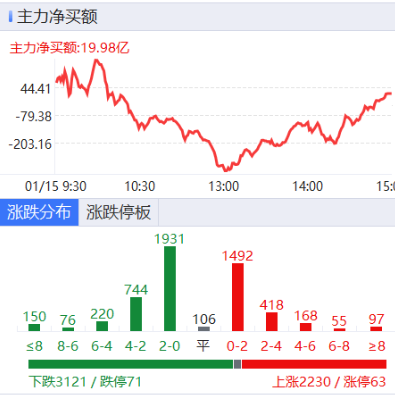 主力净买额
主力净买额:19.98亿
44.41
-79.38
-203.16
01/15 9:30 10:30 13:00 14:00 15:0
涨跌分布 涨跌停板
150 76 220 744 1931 106 1492 418 168 55 97
≤8 8-6 6-4 4-2 2-0 平 0-2 2-4 4-6 6-8 ≥8
下跌3121 / 跌停71 上涨2230 / 涨停63